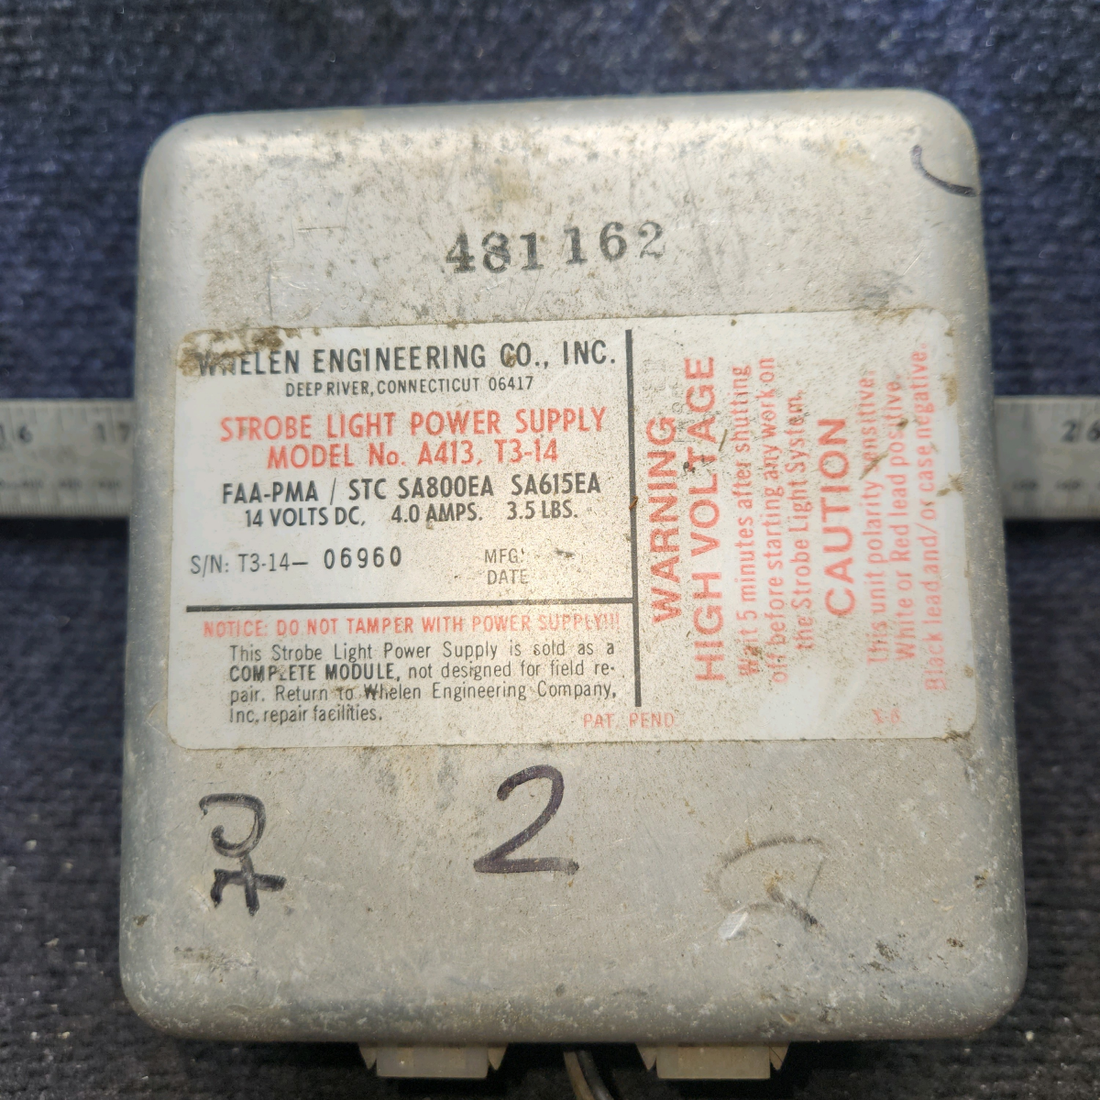 481162
WHELEN ENGINEERING CO., INC.
DEEP RIVER, CONNECTICUT 06417
STROBE LIGHT POWER SUPPLY
MODEL No. A413, T3-14
FAA-PMA / STC SA800EA SA615EA
14 VOLTS DC, 4.0 AMPS. 3.5 LBS.
S/N: T3-14— 06960
MFG.
DATE
NOTICE: DO NOT TAMPER WITH POWER SUPPLY!!!
This Strobe Light Power Supply is sold as a
COMPLETE MODULE, not designed for field re-
pair. Return to Whelen Engineering Company,
Inc. repair facilities.
PAT. PEND
WARNING
HIGH VOLTAGE
Wait 5 minutes after shutting
off before starting any work on
the Strobe Light System.
CAUTION
This unit polarity sensitive.
White or Red lead positive.
Black lead and/or case negative.
2
16
17
26